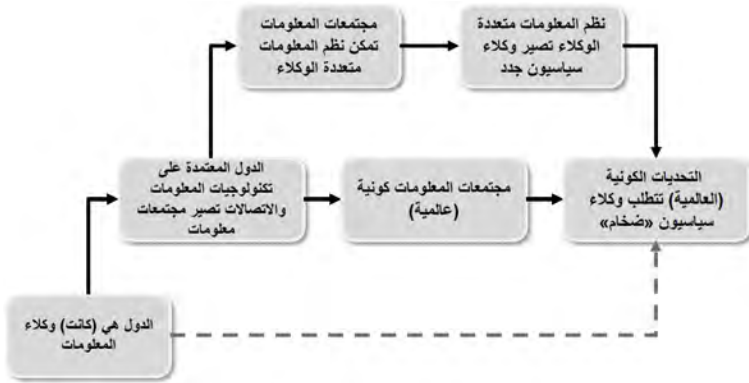 مجتمعات المعلومات
تمكن نظم المعلومات
متعددة الوكلاء
نظم المعلومات متعددة
الوكلاء تصير وكلاء
سياسيون جدد
الدول المعتمدة على
تكنولوجيات المعلومات
والاتصالات تصير مجتمعات
معلومات
مجتمعات المعلومات كونية
(عالمية)
التحديات الكونية
(العالمية) تتطلب وكلاء
سياسيون «ضخام»
الدول هي (كانت) وكلاء
المعلومات